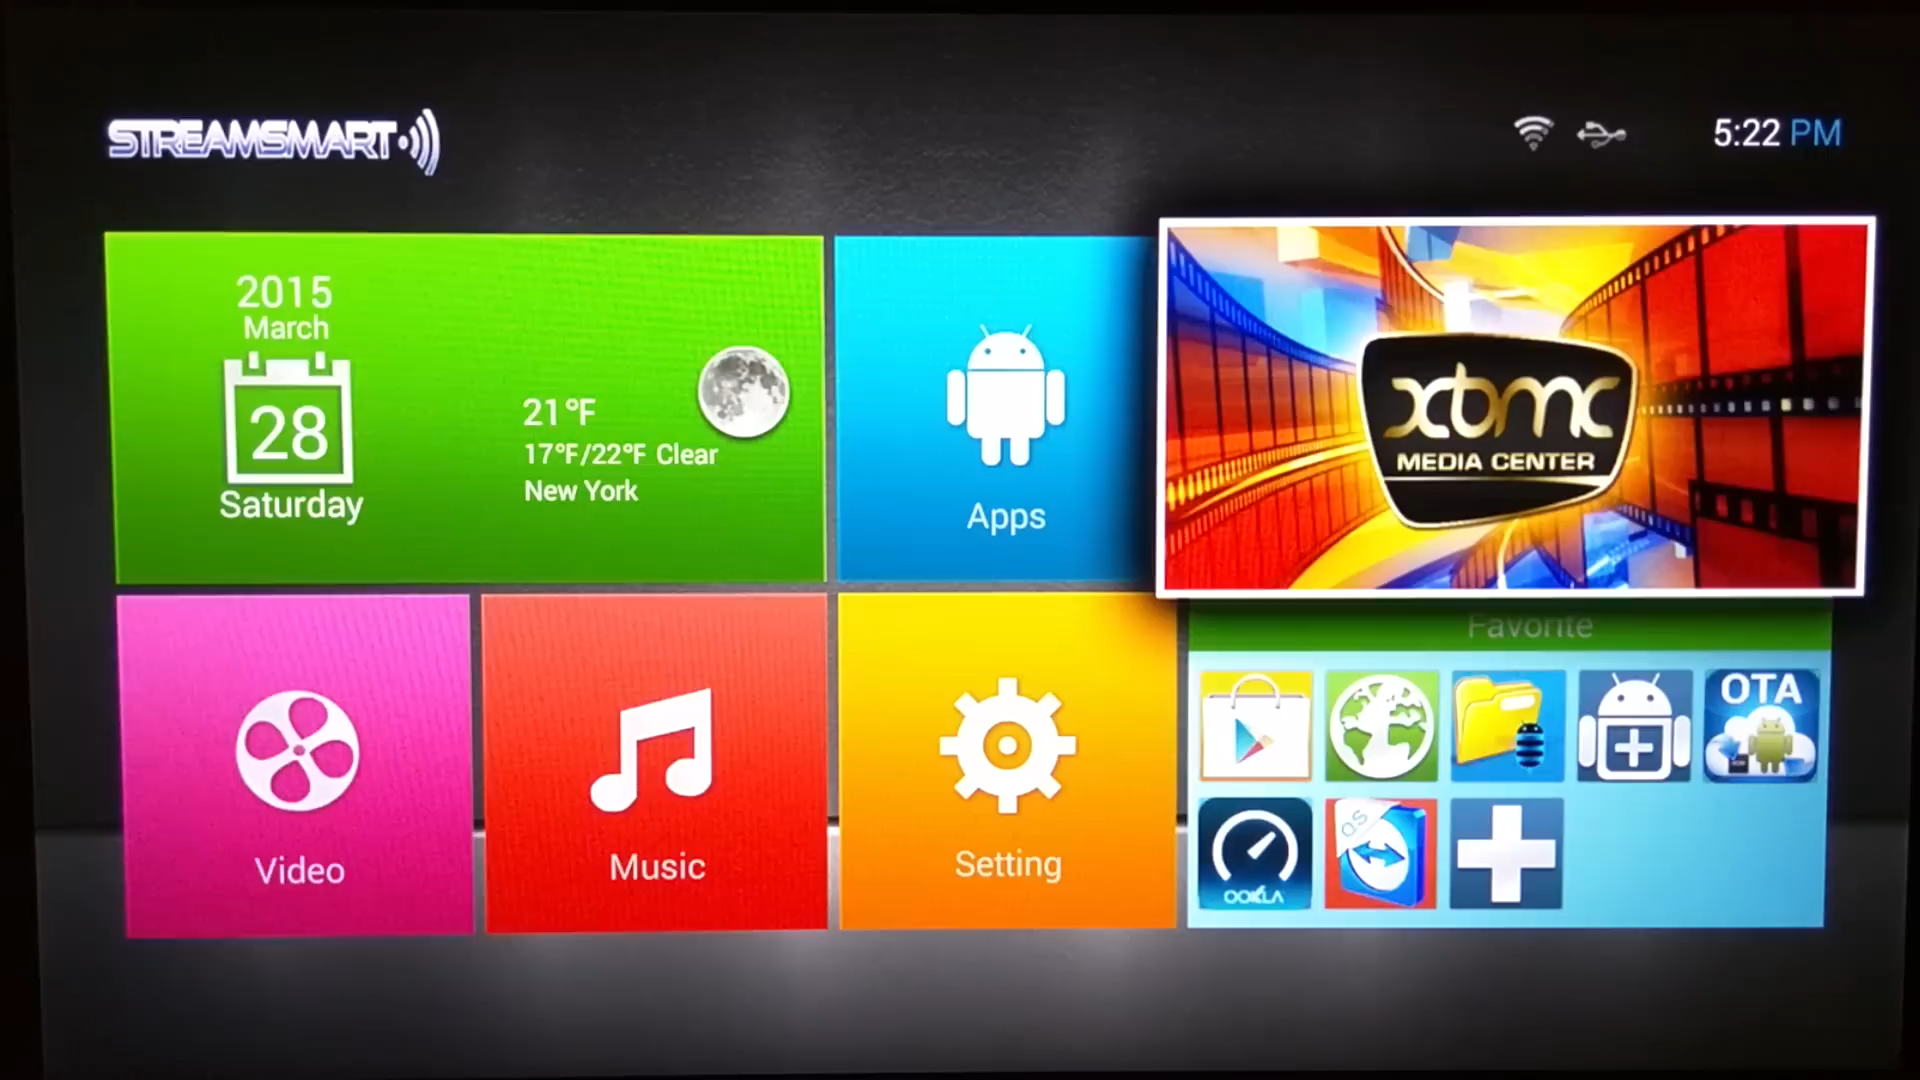 STREAMSMART
5:22 PM
2015
March
28
Saturday
21°F
17°F/22°F Clear
New York
Apps
xbmc
MEDIA CENTER
Video
Music
Setting
Favorite
OTA
OOKLA
QS